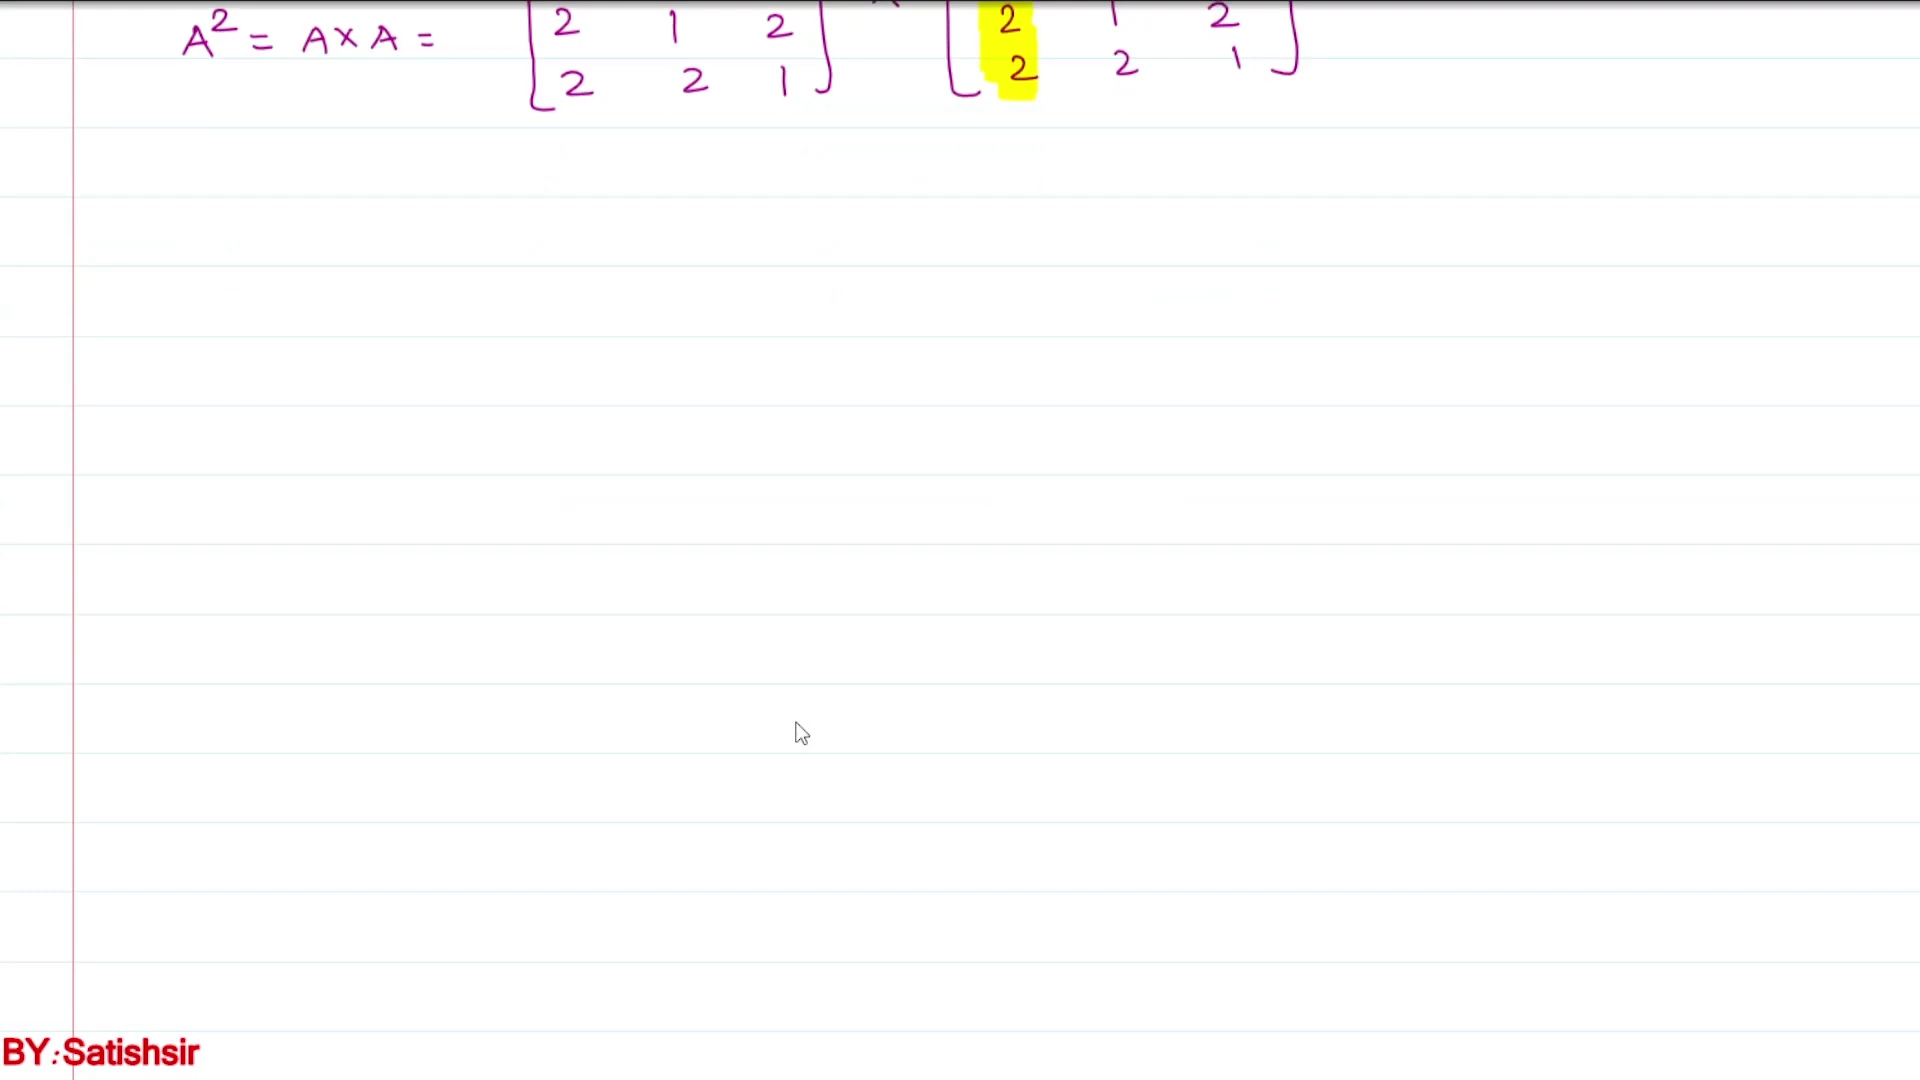 A² = A × A = [ 2 1 2 ] [ 2 1 2 ]
2 2 1 2 2 1
BY:Satishsir